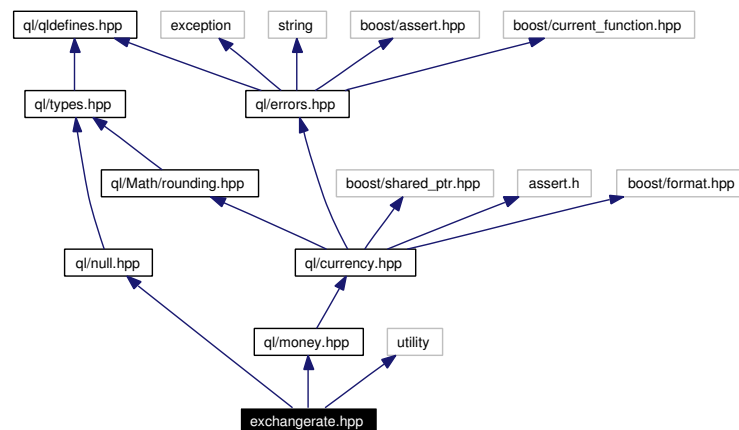 ql/qldefines.hpp
exception
string
boost/assert.hpp
boost/current_function.hpp
ql/types.hpp
ql/errors.hpp
ql/Math/rounding.hpp
boost/shared_ptr.hpp
assert.h
boost/format.hpp
ql/null.hpp
ql/currency.hpp
ql/money.hpp
utility
exchangerate.hpp